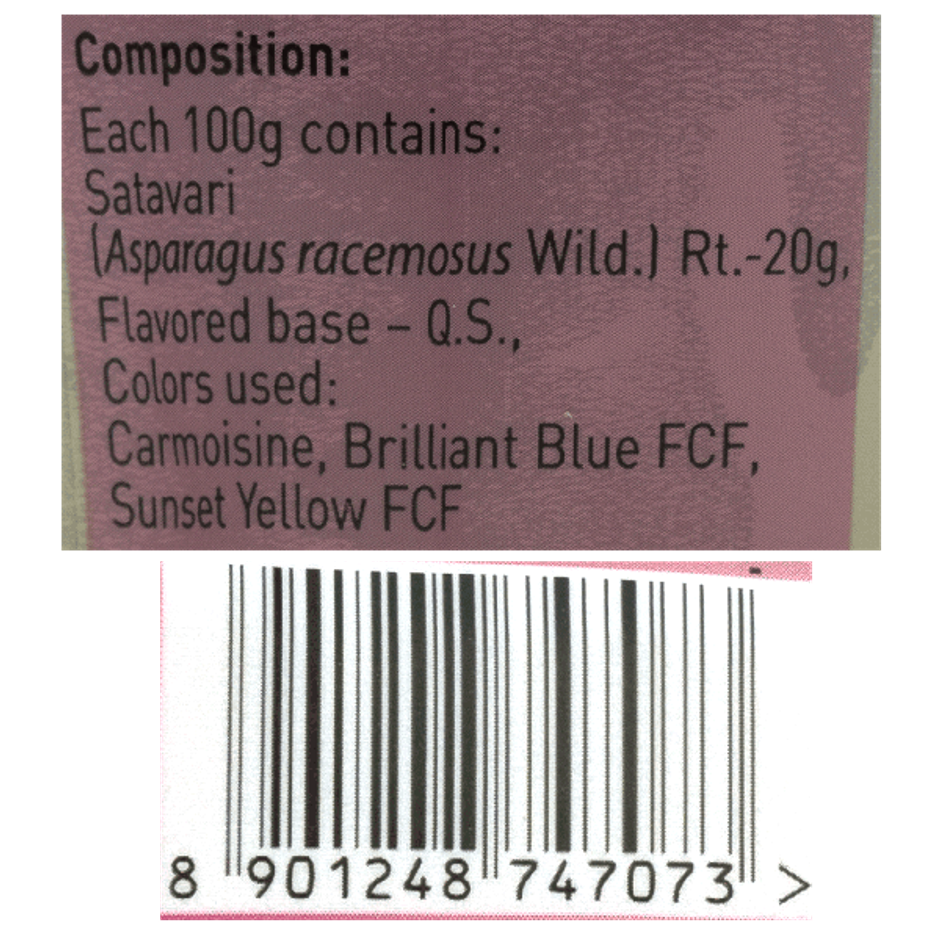 Composition:
Each 100g contains:
Satavari
(Asparagus racemosus Wild.) Rt.-20g,
Flavored base – Q.S.,
Colors used:
Carmoisine, Brilliant Blue FCF,
Sunset Yellow FCF
8 901248 747073 >